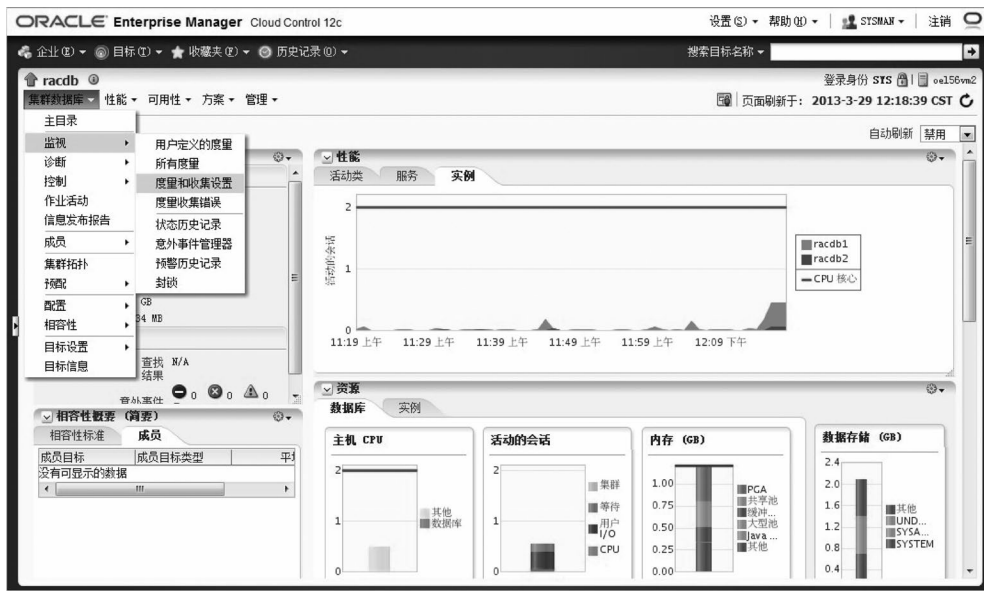 ORACLE Enterprise Manager Cloud Control 12c
设置(S) 帮助(H) SYSMAN 注销
企业(E) 目标(T) 收藏夹(F) 历史记录(O) 搜索目标名称
racdb 登录身份 SYS oel56vm2
集群数据库 性能 可用性 方案 管理 页面刷新于: 2013-3-29 12:18:39 CST
自动刷新 禁用
主目录
监视
诊断
控制
作业活动
信息发布报告
成员
集群拓扑
预配
配置
相容性
目标设置
目标信息
用户定义的度量
所有度量
度量和收集设置
度量收集错误
状态历史记录
意外事件管理器
预警历史记录
封锁
GB
34 MB
查找结果 N/A
意外事件 0 0 0
相容性概要 (简要)
相容性标准 成员
成员目标 成员目标类型
没有可显示的数据
性能
活动类 服务 实例
活动的会话
2
1
0
11:19 上午 11:29 上午 11:39 上午 11:49 上午 11:59 上午 12:09 下午
racdb1
racdb2
CPU 核心
资源
数据库 实例
主机 CPU
2
1
0
其他
数据库
活动的会话
2
1
0
集群
等待
用户 I/O
CPU
内存 (GB)
1.00
0.75
0.50
0.25
0.00
PGA
共享池
缓冲...
大型池
Java ...
其他
数据存储 (GB)
2.4
2.0
1.6
1.2
0.8
0.4
其他
UND...
SYSA...
SYSTEM